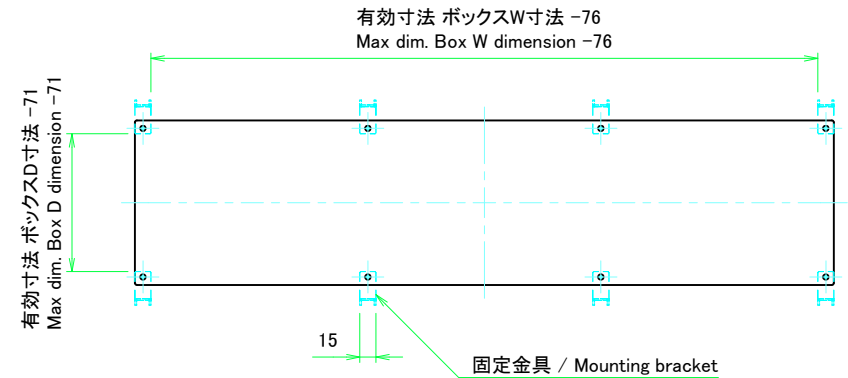 有効寸法 ボックスW寸法 -76
Max dim. Box W dimension -76
有効寸法 ボックスD寸法 -71
Max dim. Box D dimension -71
15
固定金具 / Mounting bracket